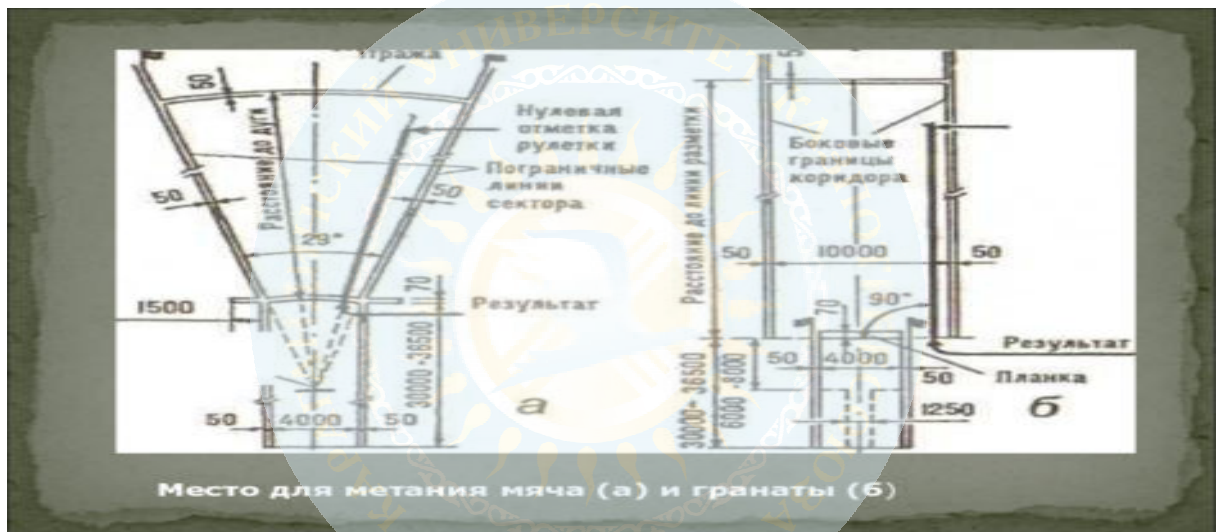 50
Расстояние до дуги
Нулевая
отметка
рулетки
Пограничные
линии
сектора
50
50
29°
1500
70
Результат
30000-36500
50
4000
50
а
Расстояние до линии разметки
Боковые
границы
коридора
50
10000
50
70
90°
Результат
50
4000
50
Планка
30000-36500
6000-8000
1250
б
Место для метания мяча (а) и гранаты (б)
УНИВЕРСИТЕТ